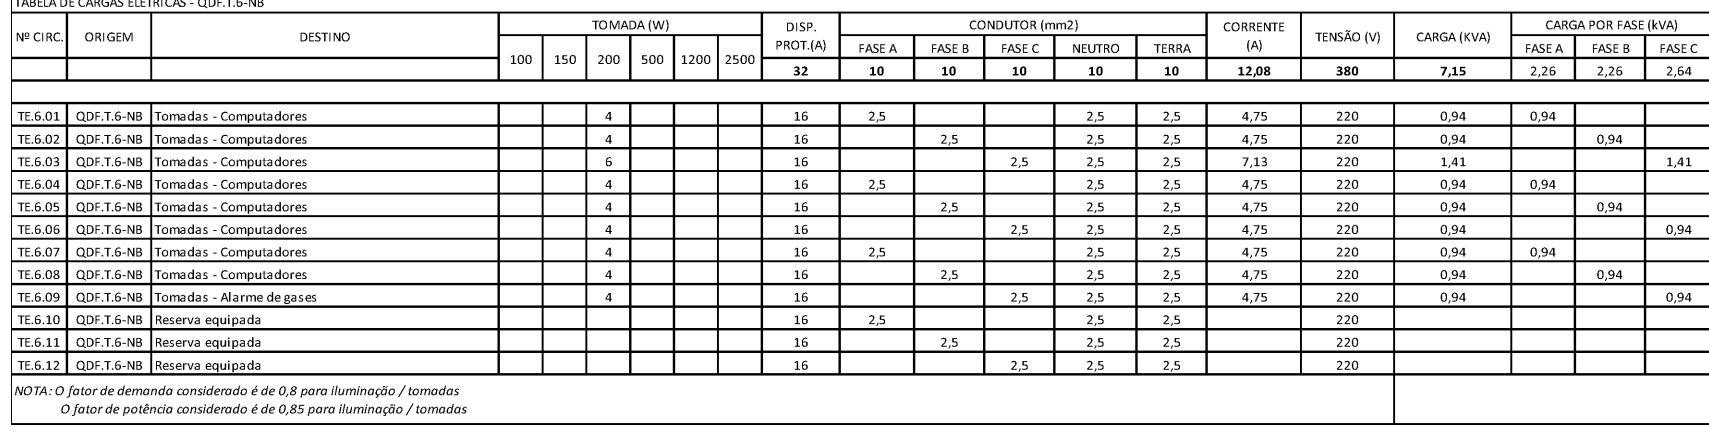 TABELA DE CARGAS ELÉTRICAS - QDF.T.6-NB
Nº CIRC. ORIGEM DESTINO TOMADA (W) DISP. PROT.(A) CONDUTOR (mm2) CORRENTE (A) TENSÃO (V) CARGA (KVA) CARGA POR FASE (kVA)
100 150 200 500 1200 2500 FASE A FASE B FASE C NEUTRO TERRA FASE A FASE B FASE C
32 10 10 10 10 10 12,08 380 7,15 2,26 2,26 2,64
TE.6.01 QDF.T.6-NB Tomadas - Computadores 4 16 2,5 2,5 2,5 4,75 220 0,94 0,94
TE.6.02 QDF.T.6-NB Tomadas - Computadores 4 16 2,5 2,5 2,5 4,75 220 0,94 0,94
TE.6.03 QDF.T.6-NB Tomadas - Computadores 6 16 2,5 2,5 2,5 7,13 220 1,41 1,41
TE.6.04 QDF.T.6-NB Tomadas - Computadores 4 16 2,5 2,5 2,5 4,75 220 0,94 0,94
TE.6.05 QDF.T.6-NB Tomadas - Computadores 4 16 2,5 2,5 2,5 4,75 220 0,94 0,94
TE.6.06 QDF.T.6-NB Tomadas - Computadores 4 16 2,5 2,5 2,5 4,75 220 0,94 0,94
TE.6.07 QDF.T.6-NB Tomadas - Computadores 4 16 2,5 2,5 2,5 4,75 220 0,94 0,94
TE.6.08 QDF.T.6-NB Tomadas - Computadores 4 16 2,5 2,5 2,5 4,75 220 0,94 0,94
TE.6.09 QDF.T.6-NB Tomadas - Alarme de gases 4 16 2,5 2,5 2,5 4,75 220 0,94 0,94
TE.6.10 QDF.T.6-NB Reserva equipada 16 2,5 2,5 2,5 220
TE.6.11 QDF.T.6-NB Reserva equipada 16 2,5 2,5 2,5 220
TE.6.12 QDF.T.6-NB Reserva equipada 16 2,5 2,5 2,5 220
NOTA: O fator de demanda considerado é de 0,8 para iluminação / tomadas
O fator de potência considerado é de 0,85 para iluminação / tomadas